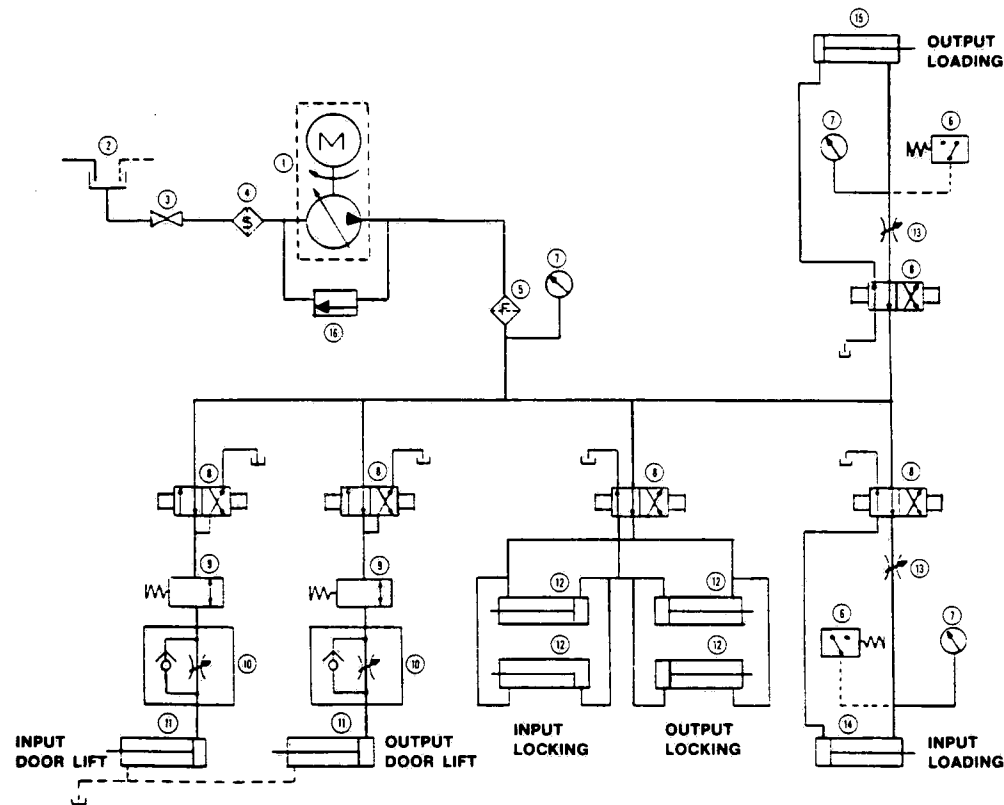 15
OUTPUT
LOADING
1
M
2
3
4
S
7
6
13
7
5
F
16
8
8
8
8
8
9
9
13
12
12
12
12
6
7
10
10
11
11
14
INPUT
DOOR LIFT
OUTPUT
DOOR LIFT
INPUT
LOCKING
OUTPUT
LOCKING
INPUT
LOADING